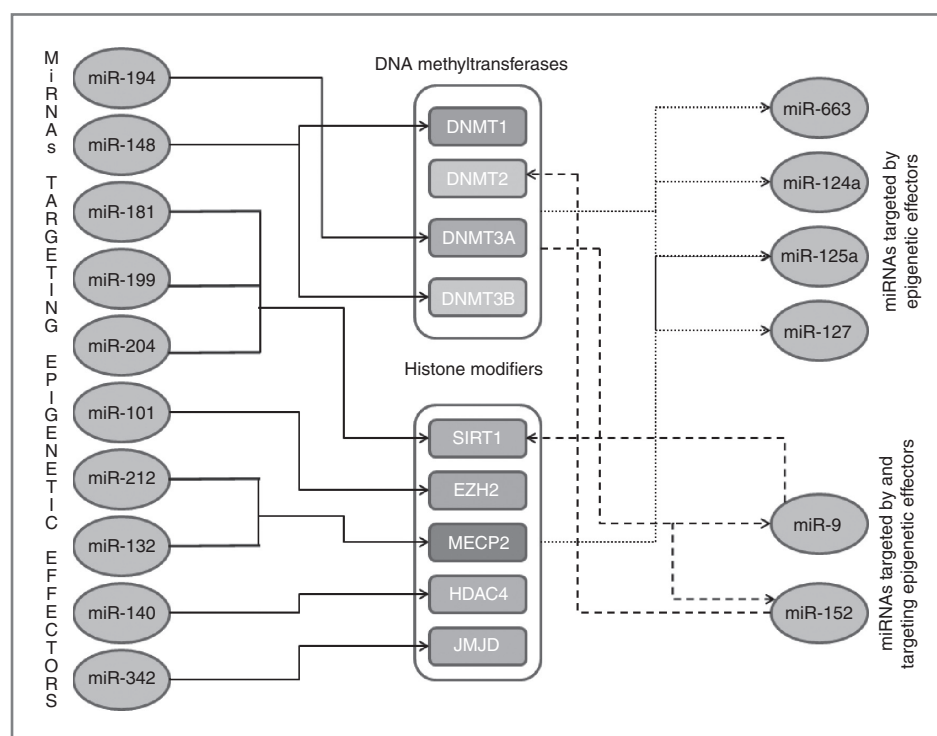 MiRNAs TARGETING EPIGENETIC EFFECTORS
miR-194
miR-148
miR-181
miR-199
miR-204
miR-101
miR-212
miR-132
miR-140
miR-342
DNA methyltransferases
DNMT1
DNMT2
DNMT3A
DNMT3B
Histone modifiers
SIRT1
EZH2
MECP2
HDAC4
JMJD
miR-663
miR-124a
miR-125a
miR-127
miRNAs targeted by
epigenetic effectors
miR-9
miR-152
miRNAs targeted by and
targeting epigenetic effectors